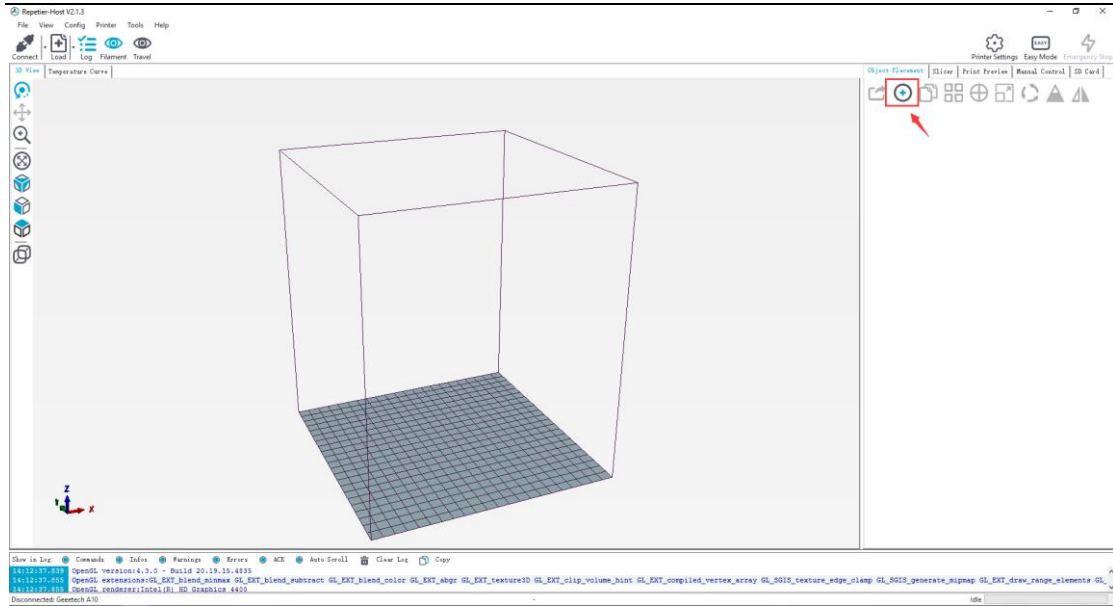 Repetier-Host V2.1.3
File View Config Printer Tools Help
Connect Load Log Filament Travel
EASY
Printer Settings Easy Mode Emergency Stop
3D View Temperature Curve
Object Placement Slicer Print Preview Manual Control SD Card
Z
Y
X
Show in Log: Commands Infos Warnings Errors ACK Auto Scroll Clear Log Copy
14:12:37.839 OpenGL version:4.3.0 - Build 20.19.15.4835
14:12:37.855 OpenGL extensions:GL_EXT_blend_minmax GL_EXT_blend_subtract GL_EXT_blend_color GL_EXT_abgr GL_EXT_texture3D GL_EXT_clip_volume_hint GL_EXT_compiled_vertex_array GL_SGIS_texture_edge_clamp GL_SGIS_generate_mipmap GL_EXT_draw_range_elements GL_
14:12:37.855 OpenGL renderer:Intel(R) HD Graphics 4400
Disconnected: Geeetech A10 - Idle